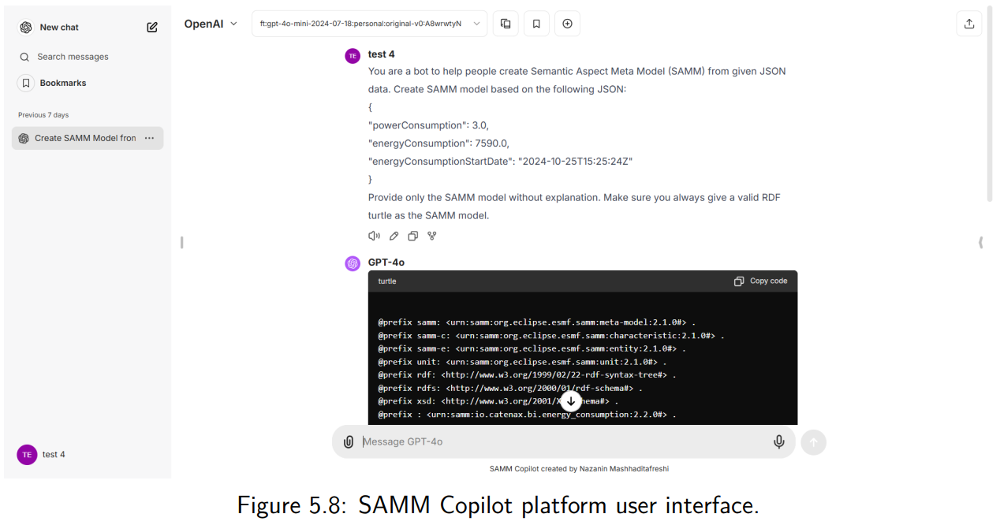 New chat
Search messages
Bookmarks
Previous 7 days
Create SAMM Model fron
TE test 4
OpenAI
ft:gpt-4o-mini-2024-07-18:personal:original-v0:A8wrwtyN
TE test 4
You are a bot to help people create Semantic Aspect Meta Model (SAMM) from given JSON
data. Create SAMM model based on the following JSON:
{
"powerConsumption": 3.0,
"energyConsumption": 7590.0,
"energyConsumptionStartDate": "2024-10-25T15:25:24Z"
}
Provide only the SAMM model without explanation. Make sure you always give a valid RDF
turtle as the SAMM model.
GPT-4o
turtle Copy code
@prefix samm: <urn:samm:org.eclipse.esmf.samm:meta-model:2.1.0#> .
@prefix samm-c: <urn:samm:org.eclipse.esmf.samm:characteristic:2.1.0#> .
@prefix samm-e: <urn:samm:org.eclipse.esmf.samm:entity:2.1.0#> .
@prefix unit: <urn:samm:org.eclipse.esmf.samm:unit:2.1.0#> .
@prefix rdf: <http://www.w3.org/1999/02/22-rdf-syntax-tree#> .
@prefix rdfs: <http://www.w3.org/2000/01/rdf-schema#> .
@prefix xsd: <http://www.w3.org/2001/X hema#> .
@prefix : <urn:samm:io.catenax.bi.energy_consumption:2.2.0#> .
Message GPT-4o
SAMM Copilot created by Nazanin Mashhaditafreshi
Figure 5.8: SAMM Copilot platform user interface.